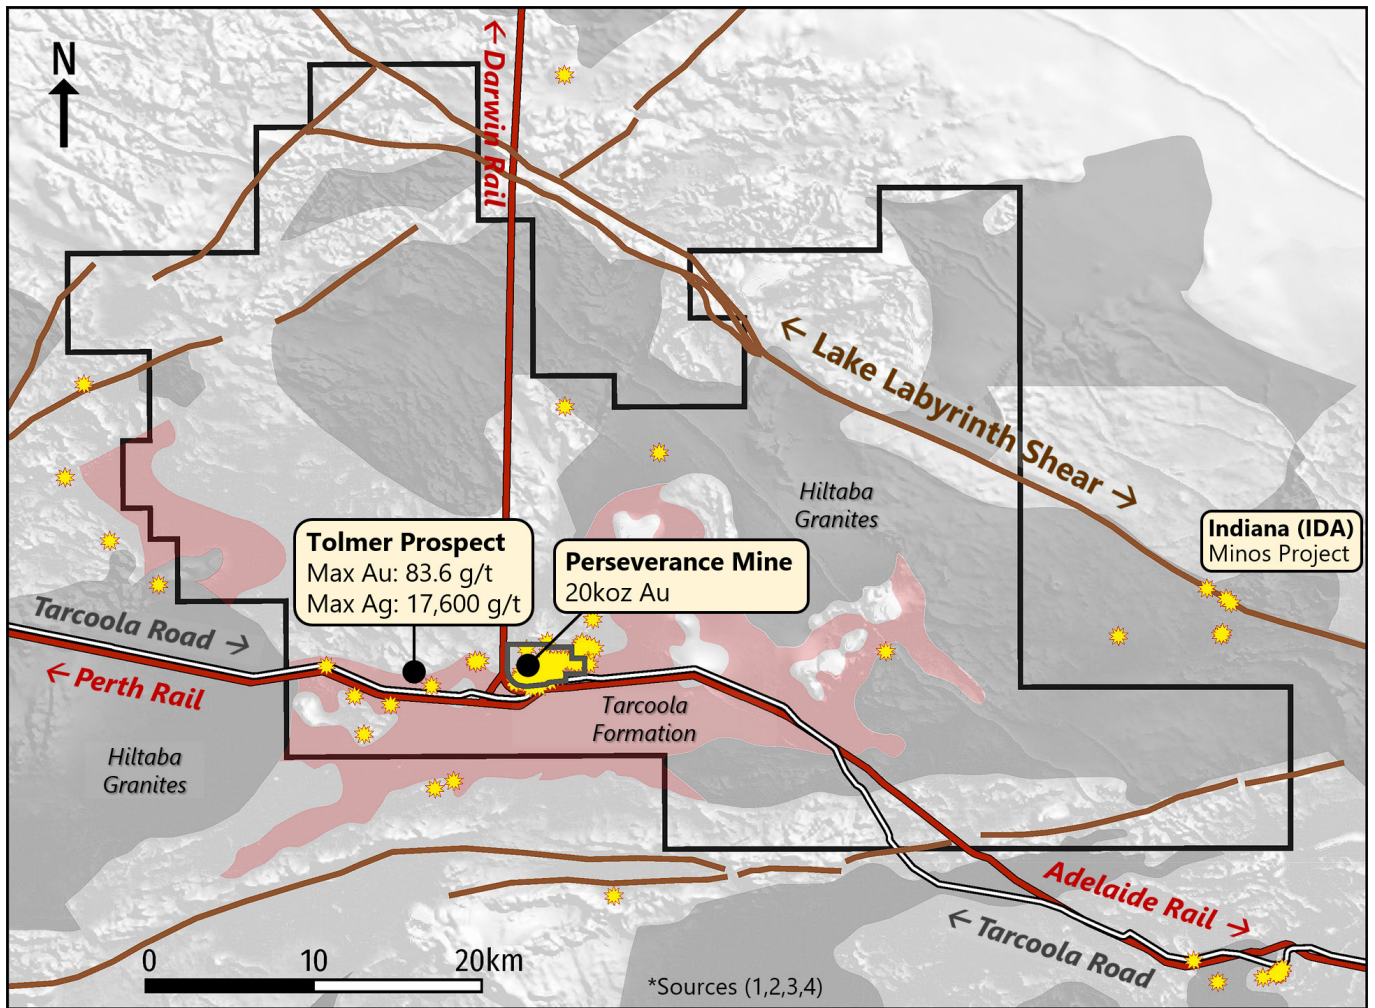 N
← Darwin Rail
← Lake Labyrinth Shear →
Hiltaba
Granites
Indiana (IDA)
Minos Project
Tolmer Prospect
Max Au: 83.6 g/t
Max Ag: 17,600 g/t
Perseverance Mine
20koz Au
Tarcoola Road →
← Perth Rail
Tarcoola
Formation
Hiltaba
Granites
Adelaide Rail →
← Tarcoola Road
0 10 20km
*Sources (1,2,3,4)